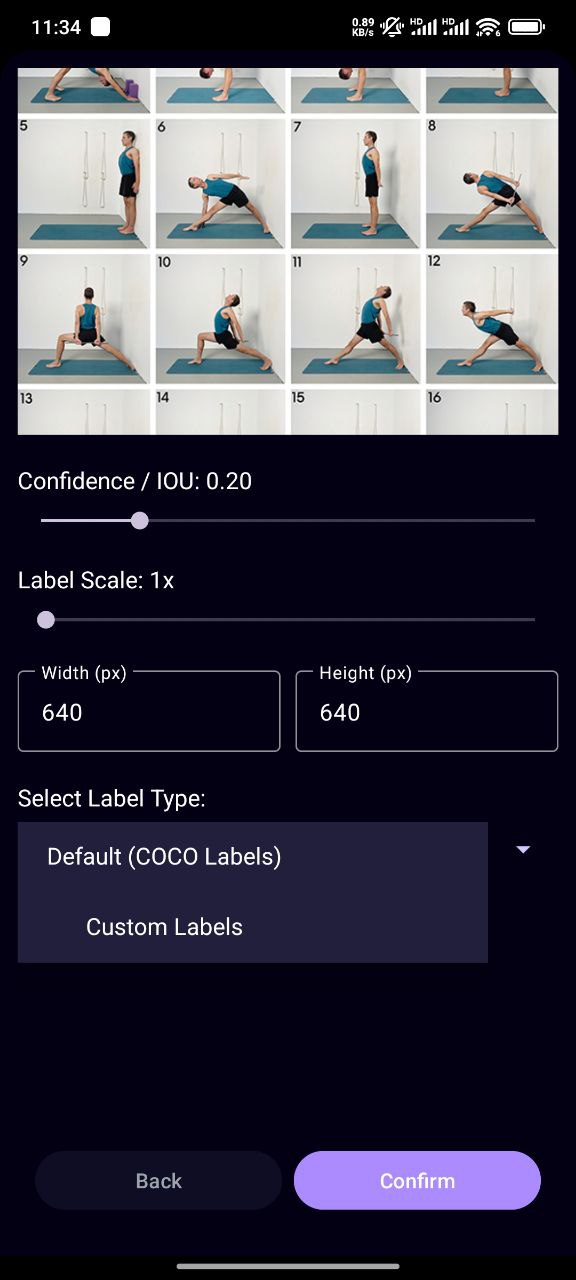 11:34
0.89 KB/s HD HD 6
5 6 7 8
9 10 11 12
13 14 15 16
Confidence / IOU: 0.20
Label Scale: 1x
Width (px) Height (px)
640 640
Select Label Type:
Default (COCO Labels)
Custom Labels
Back Confirm